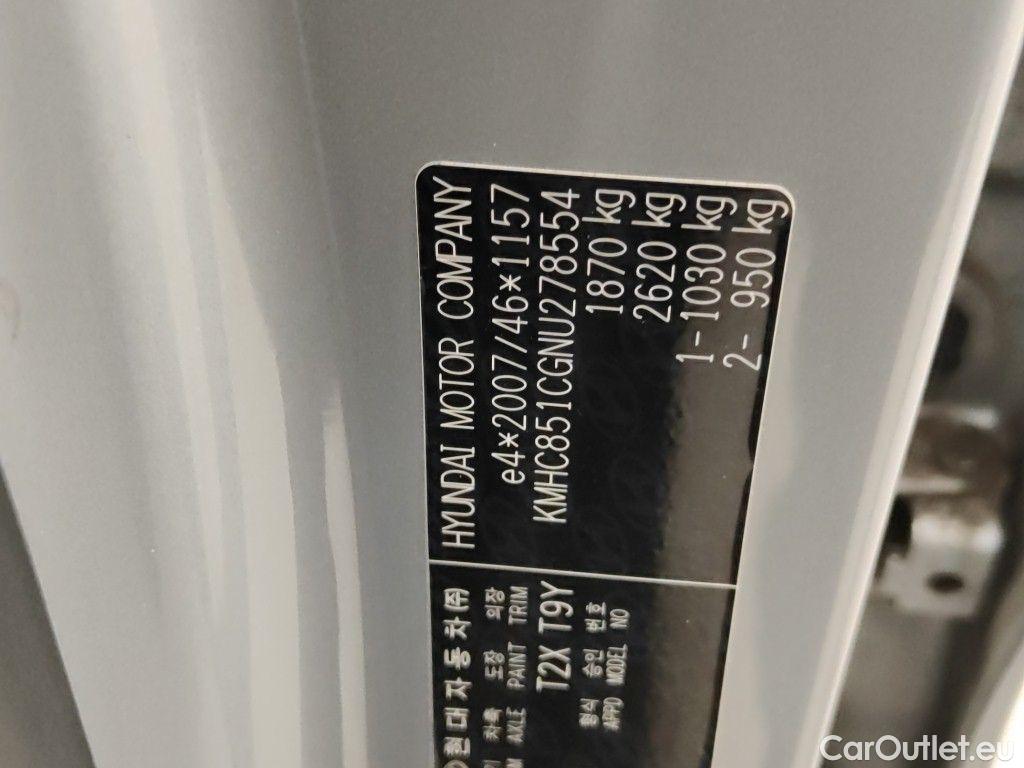 HYUNDAI MOTOR COMPANY
e4*2007/46*1157
KMHC851CGNU278554
1870 kg
2620 kg
1- 1030 kg
2- 950 kg
현대자동차(주)
차축 도장 의장
AXLE PAINT TRIM
T2X T9Y
형식 승인 번호
APPD MODEL NO
CarOutlet.eu